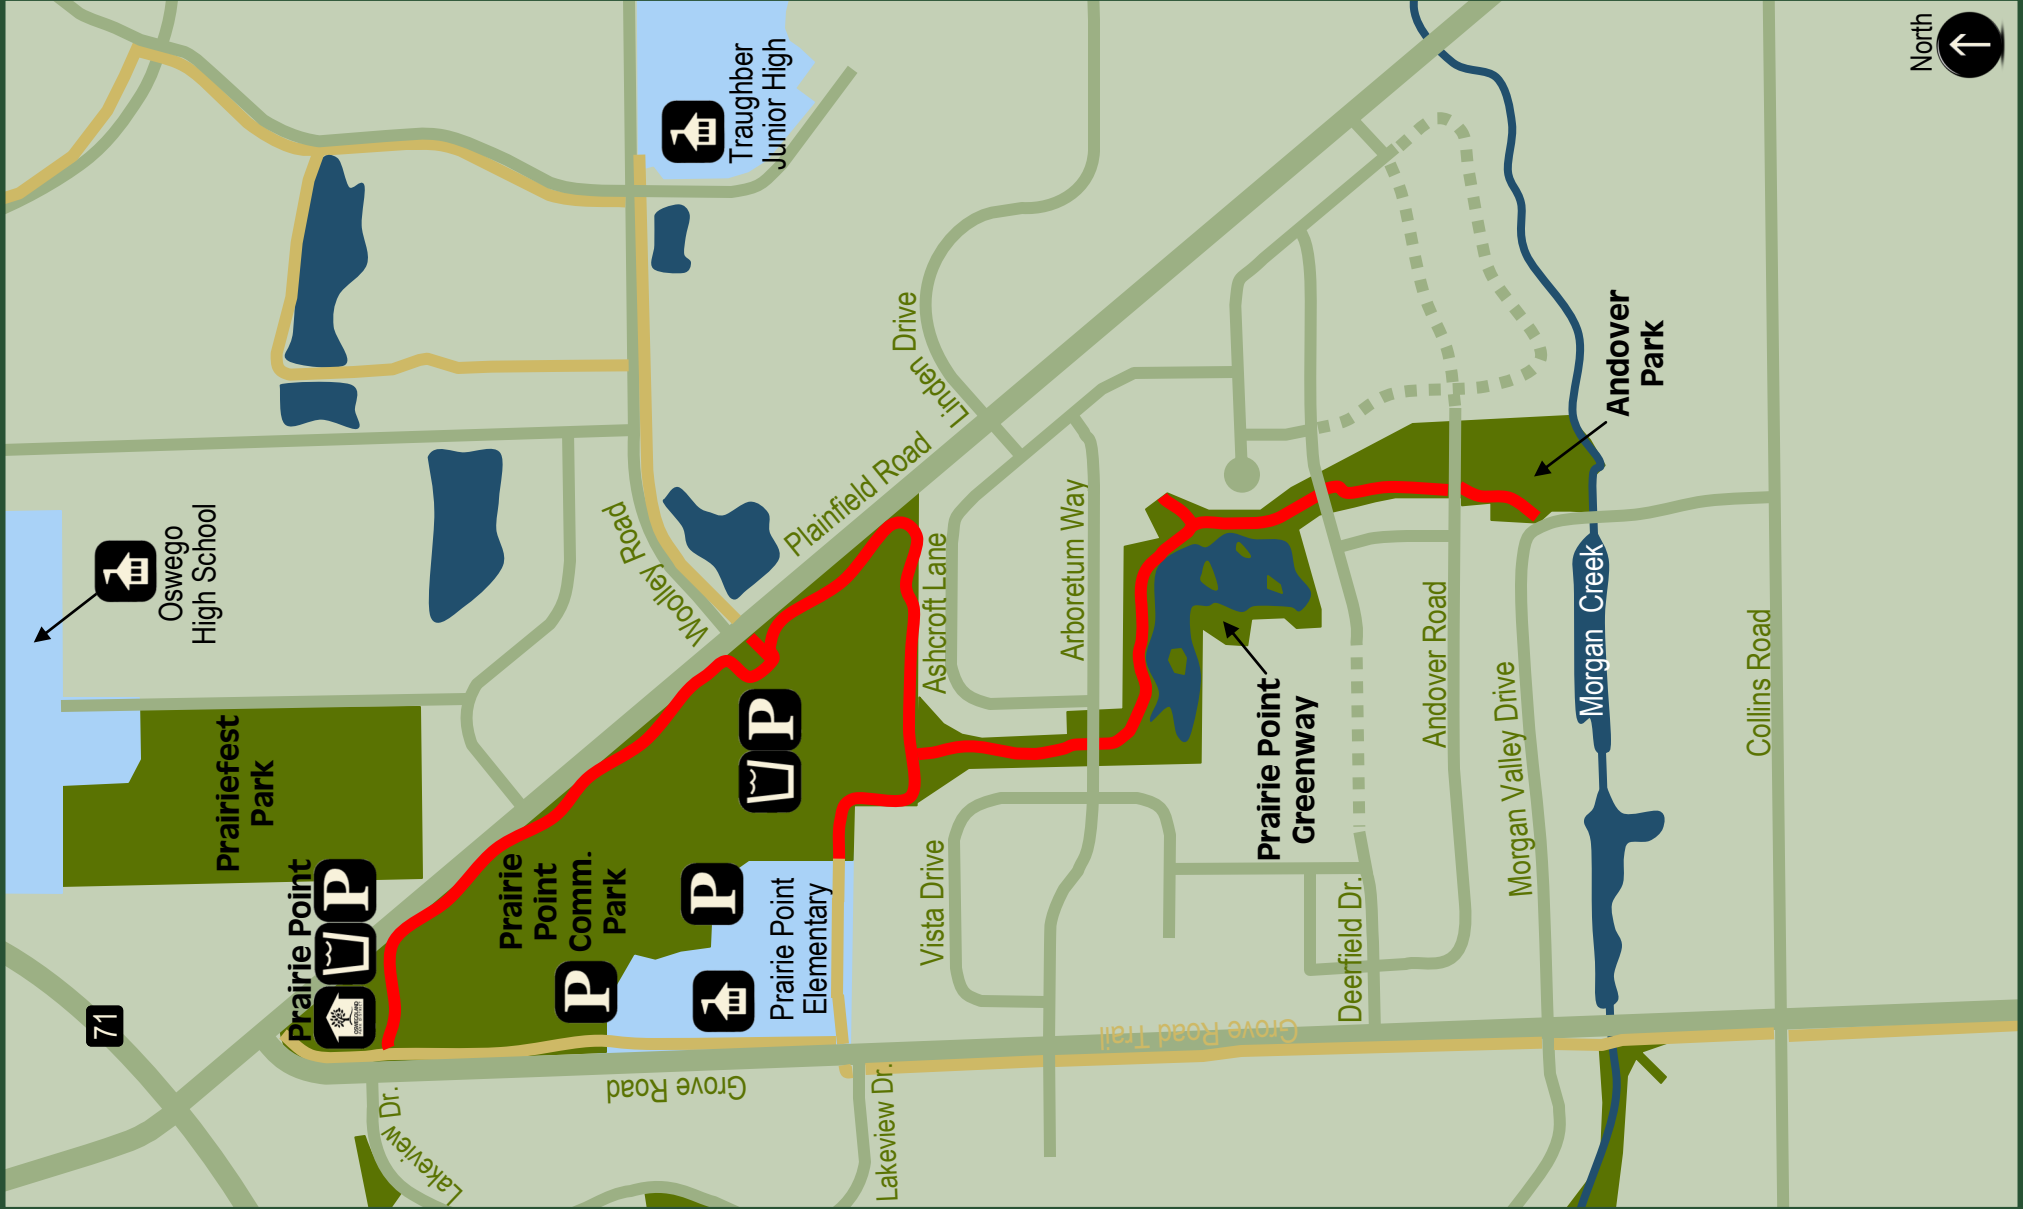 North
Traughber
Junior High
Oswego
High School
Prairiefest
Park
71
Prairie Point
P
P
P
P
Prairie
Point
Comm.
Park
Prairie Point
Elementary
Woolley Road
Plainfield Road
Linden Drive
Ashcroft Lane
Arboretum Way
Vista Drive
Prairie Point
Greenway
Andover
Park
Andover Road
Morgan Valley Drive
Morgan Creek
Collins Road
Deerfield Dr.
Grove Road Trail
Grove Road
Lakeview Dr.
Lakeview Dr.